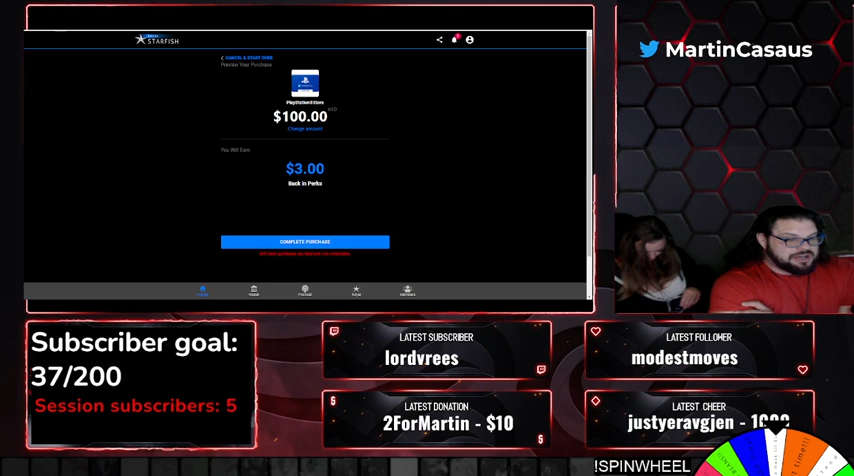 STARFISH
CANCEL & START OVER
Preview Your Purchase
PlayStationStore
$100.00 USD
Change amount
You Will Earn
$3.00
Back in Perks
COMPLETE PURCHASE
MartinCasaus
Subscriber goal:
37/200
Session subscribers: 5
LATEST SUBSCRIBER
lordvrees
LATEST FOLLOWER
modestmoves
LATEST DONATION
2ForMartin - $10
LATEST CHEER
justyeravgjen -
!SPINWHEEL